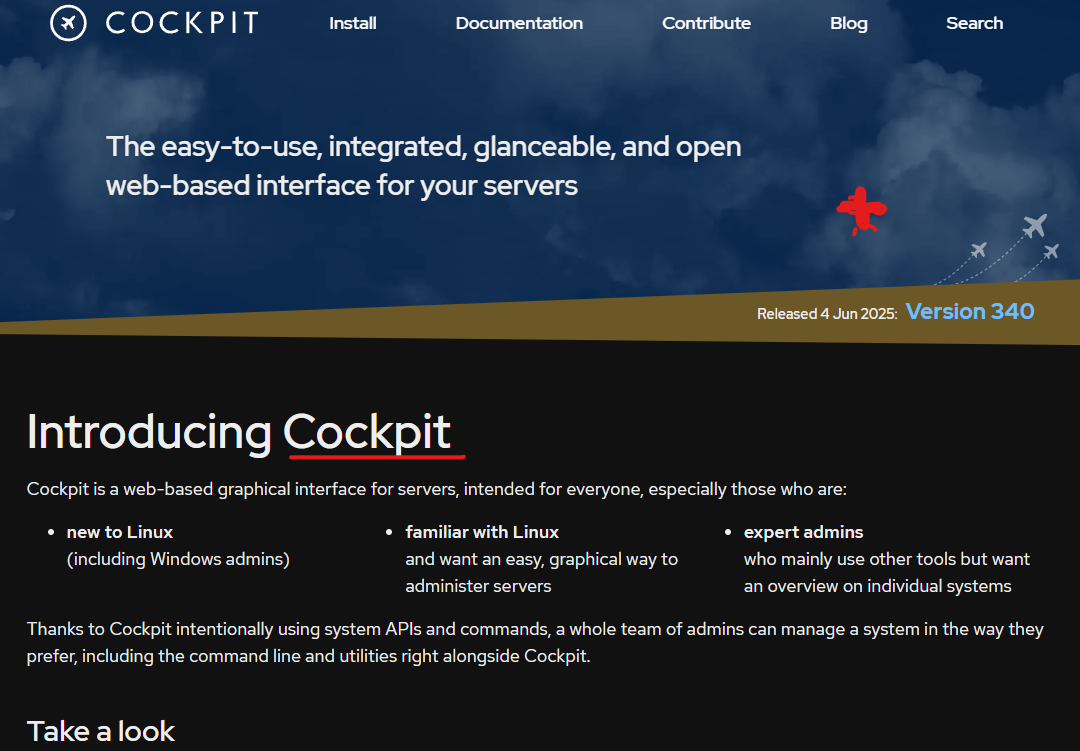 COCKPIT
Install
Documentation
Contribute
Blog
Search
The easy-to-use, integrated, glanceable, and open
web-based interface for your servers
Released 4 Jun 2025: Version 340
Introducing Cockpit
Cockpit is a web-based graphical interface for servers, intended for everyone, especially those who are:
• new to Linux
(including Windows admins)
• familiar with Linux
and want an easy, graphical way to
administer servers
• expert admins
who mainly use other tools but want
an overview on individual systems
Thanks to Cockpit intentionally using system APIs and commands, a whole team of admins can manage a system in the way they
prefer, including the command line and utilities right alongside Cockpit.
Take a look